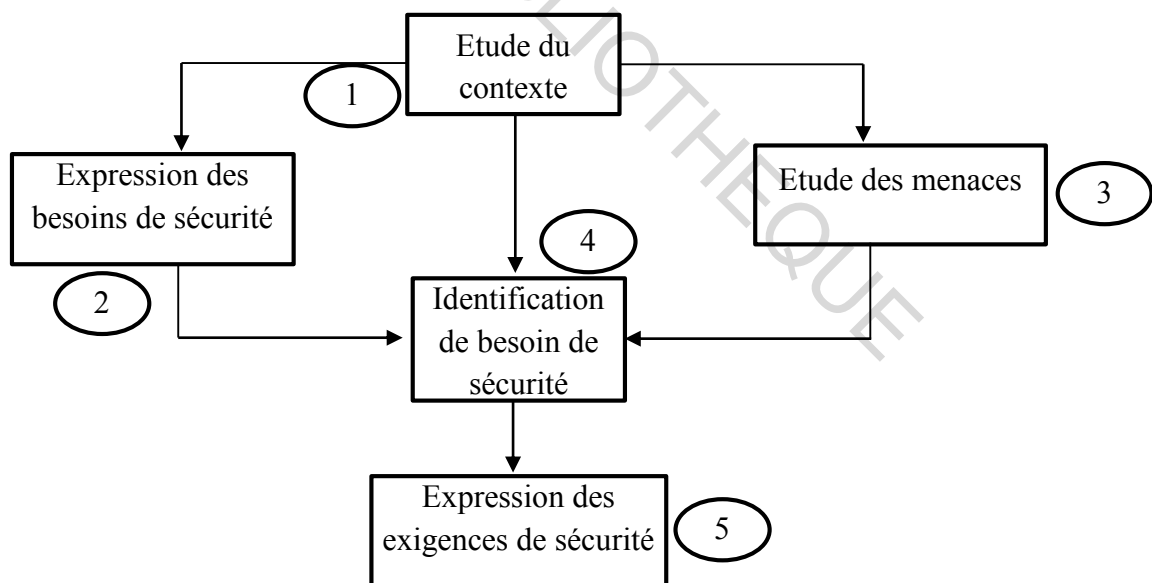 Etude du
contexte
1
Expression des
besoins de sécurité
2
Etude des menaces
3
4
Identification
de besoin de
sécurité
Expression des
exigences de sécurité
5
LIOTHEQUE